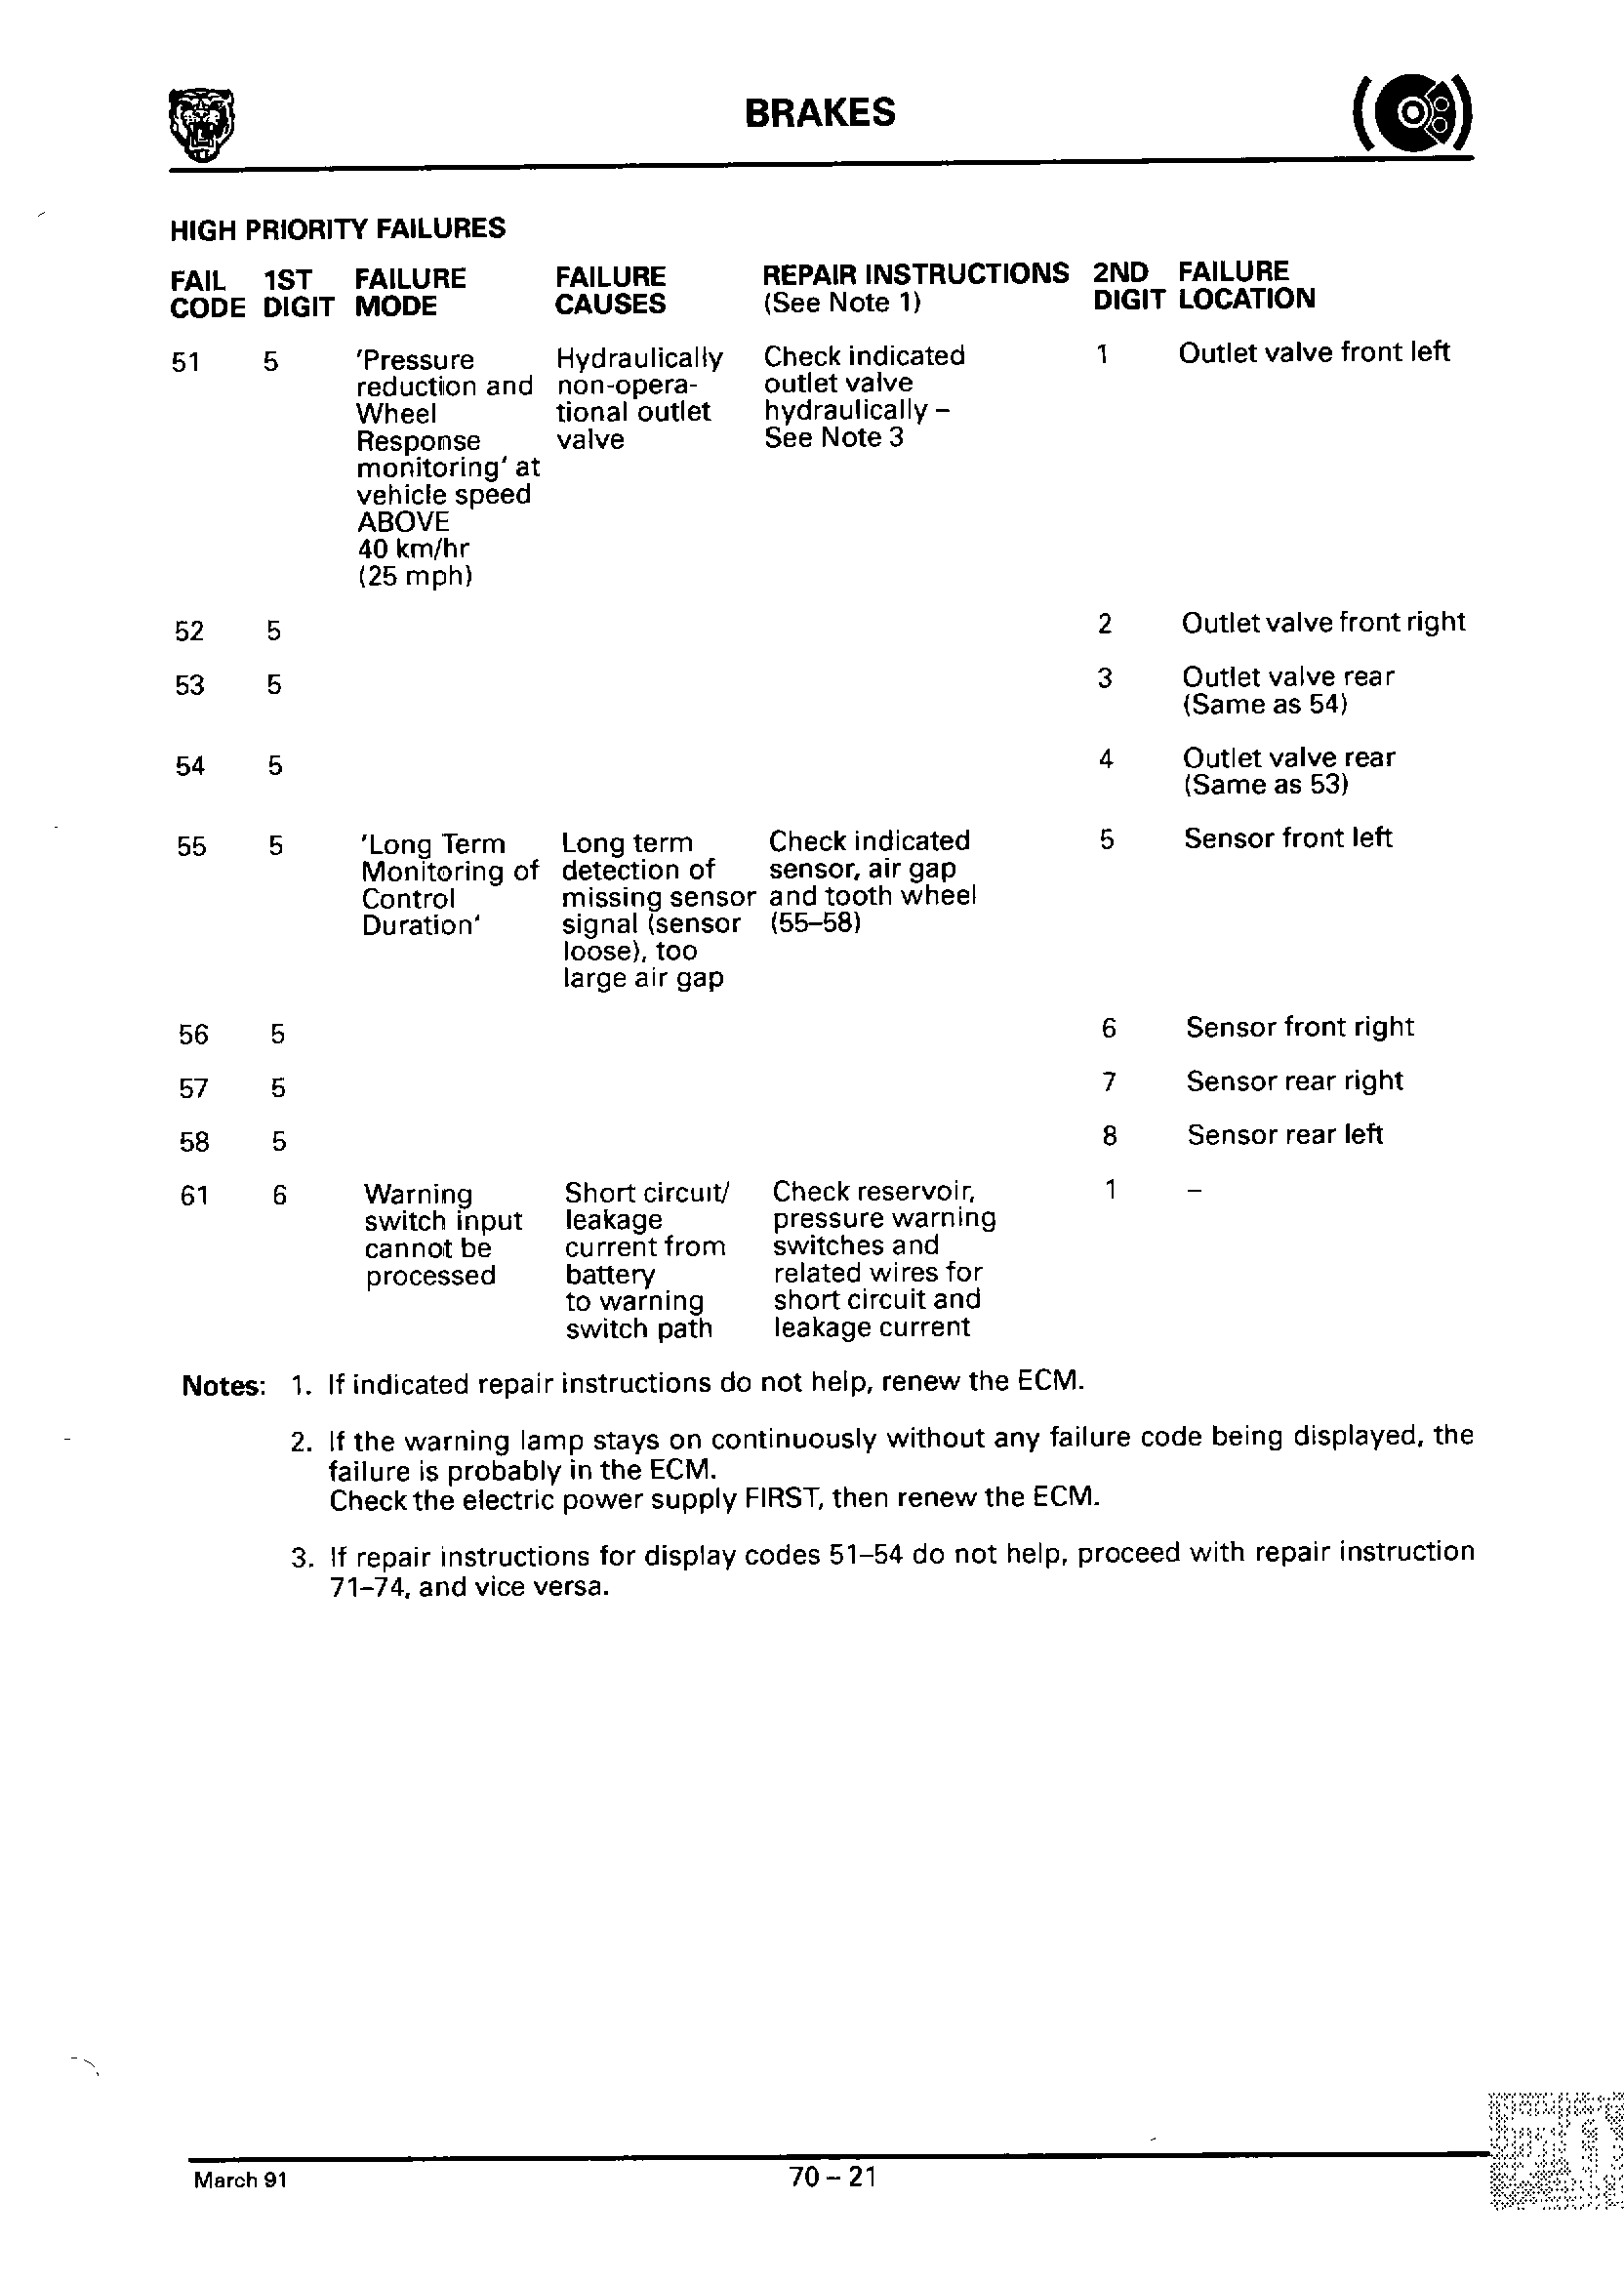 BRAKES
HIGH PRIORITY FAILURES
FAIL 1ST FAILURE FAILURE REPAIR INSTRUCTIONS 2ND FAILURE
CODE DIGIT MODE CAUSES (See Note 1) DIGIT LOCATION
51 5 'Pressure Hydraulically Check indicated 1 Outlet valve front left
reduction and non-opera- outlet valve
Wheel tional outlet hydraulically –
Response valve See Note 3
monitoring' at
vehicle speed
ABOVE
40 km/hr
(25 mph)
52 5 2 Outlet valve front right
53 5 3 Outlet valve rear
(Same as 54)
54 5 4 Outlet valve rear
(Same as 53)
55 5 'Long Term Long term Check indicated 5 Sensor front left
Monitoring of detection of sensor, air gap
Control missing sensor and tooth wheel
Duration' signal (sensor (55–58)
loose), too
large air gap
56 5 6 Sensor front right
57 5 7 Sensor rear right
58 5 8 Sensor rear left
61 6 Warning Short circuit/ Check reservoir, 1 –
switch input leakage pressure warning
cannot be current from switches and
processed battery related wires for
to warning short circuit and
switch path leakage current
Notes: 1. If indicated repair instructions do not help, renew the ECM.
2. If the warning lamp stays on continuously without any failure code being displayed, the
failure is probably in the ECM.
Check the electric power supply FIRST, then renew the ECM.
3. If repair instructions for display codes 51–54 do not help, proceed with repair instruction
71–74, and vice versa.
March 91 70 – 21